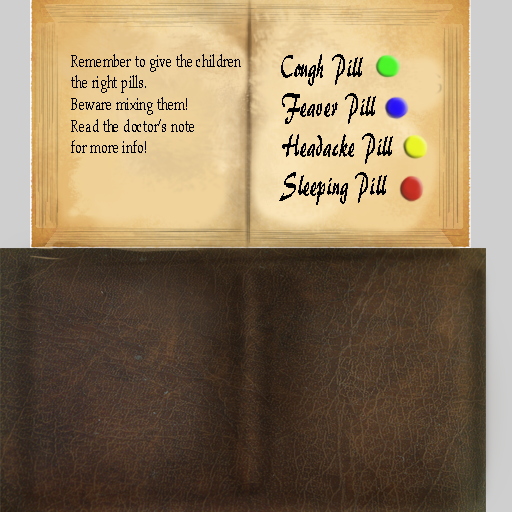 Remember to give the children
the right pills.
Beware mixing them!
Read the doctor's note
for more info!
Cough Pill
Feaver Pill
Headacke Pill
Sleeping Pill